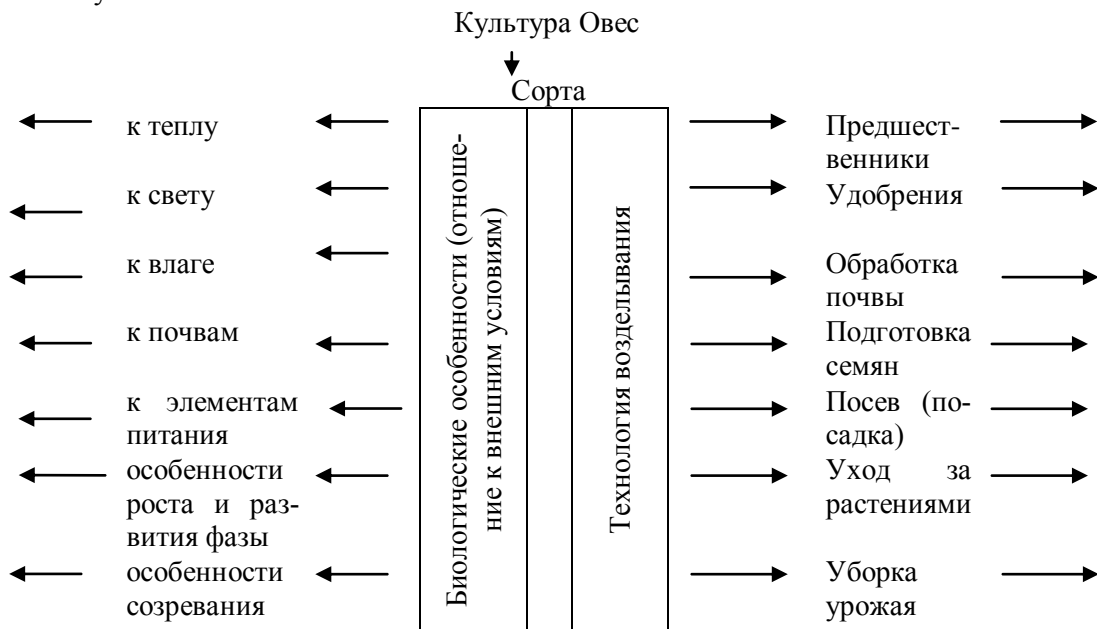 Культура Овес
Сорта
к теплу
к свету
к влаге
к почвам
к элементам
питания
особенности
роста и раз-
вития фазы
особенности
созревания
Биологические особенности (отноше-
ние к внешним условиям)
Технология возделывания
Предшест-
венники
Удобрения
Обработка
почвы
Подготовка
семян
Посев (по-
садка)
Уход за
растениями
Уборка
урожая